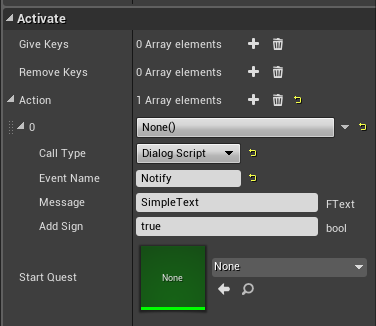 Activate
Give Keys 0 Array elements
Remove Keys 0 Array elements
Action 1 Array elements
0 None()
Call Type Dialog Script
Event Name Notify
Message SimpleText FText
Add Sign true bool
Start Quest None None